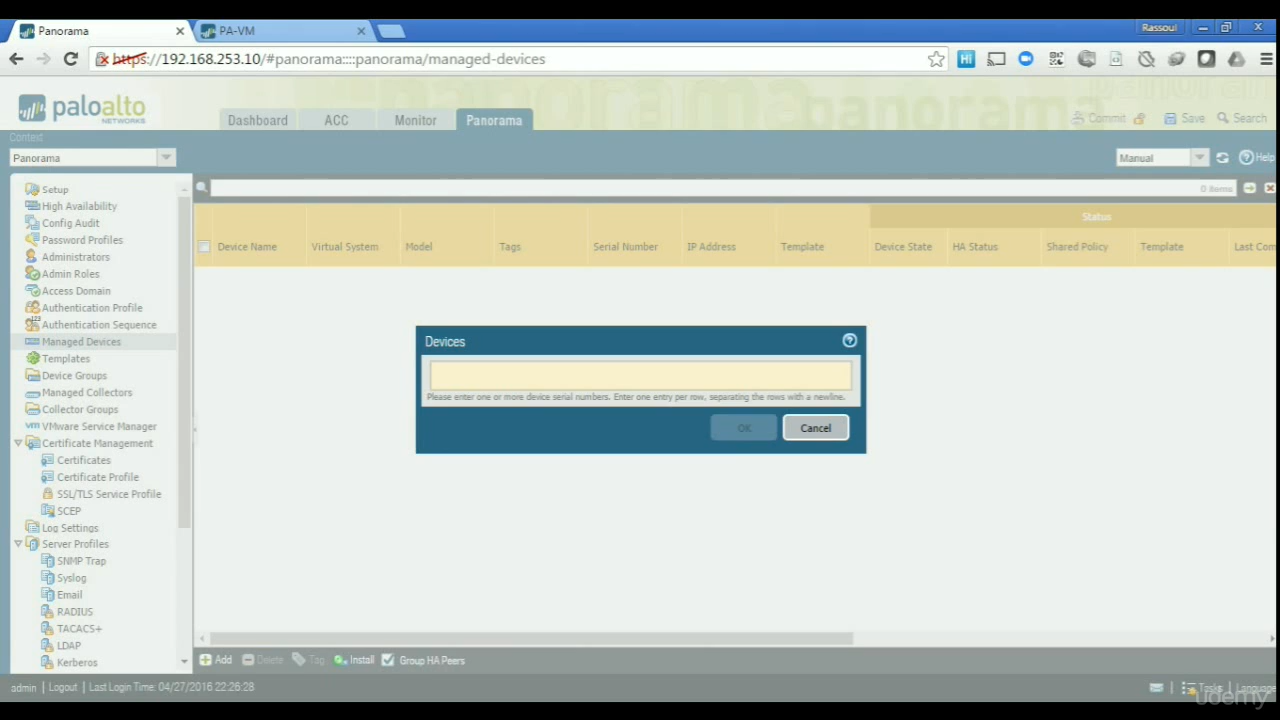 Panorama
PA-VM
Rassoul
https://192.168.253.10/#panorama::::panorama/managed-devices
paloalto
NETWORKS
Dashboard
ACC
Monitor
Panorama
Commit
Save
Search
Context
Panorama
Manual
Help
Setup
High Availability
Config Audit
Password Profiles
Administrators
Admin Roles
Access Domain
Authentication Profile
Authentication Sequence
Managed Devices
Templates
Device Groups
Managed Collectors
Collector Groups
VMware Service Manager
Certificate Management
Certificates
Certificate Profile
SSL/TLS Service Profile
SCEP
Log Settings
Server Profiles
SNMP Trap
Syslog
Email
RADIUS
TACACS+
LDAP
Kerberos
0 items
Status
Device Name
Virtual System
Model
Tags
Serial Number
IP Address
Template
Device State
HA Status
Shared Policy
Template
Last Com
Devices
Please enter one or more device serial numbers. Enter one entry per row, separating the rows with a newline.
OK
Cancel
Add
Delete
Tag
Install
Group HA Peers
admin | Logout | Last Login Time: 04/27/2016 22:26:28
Tasks | Language
udemy